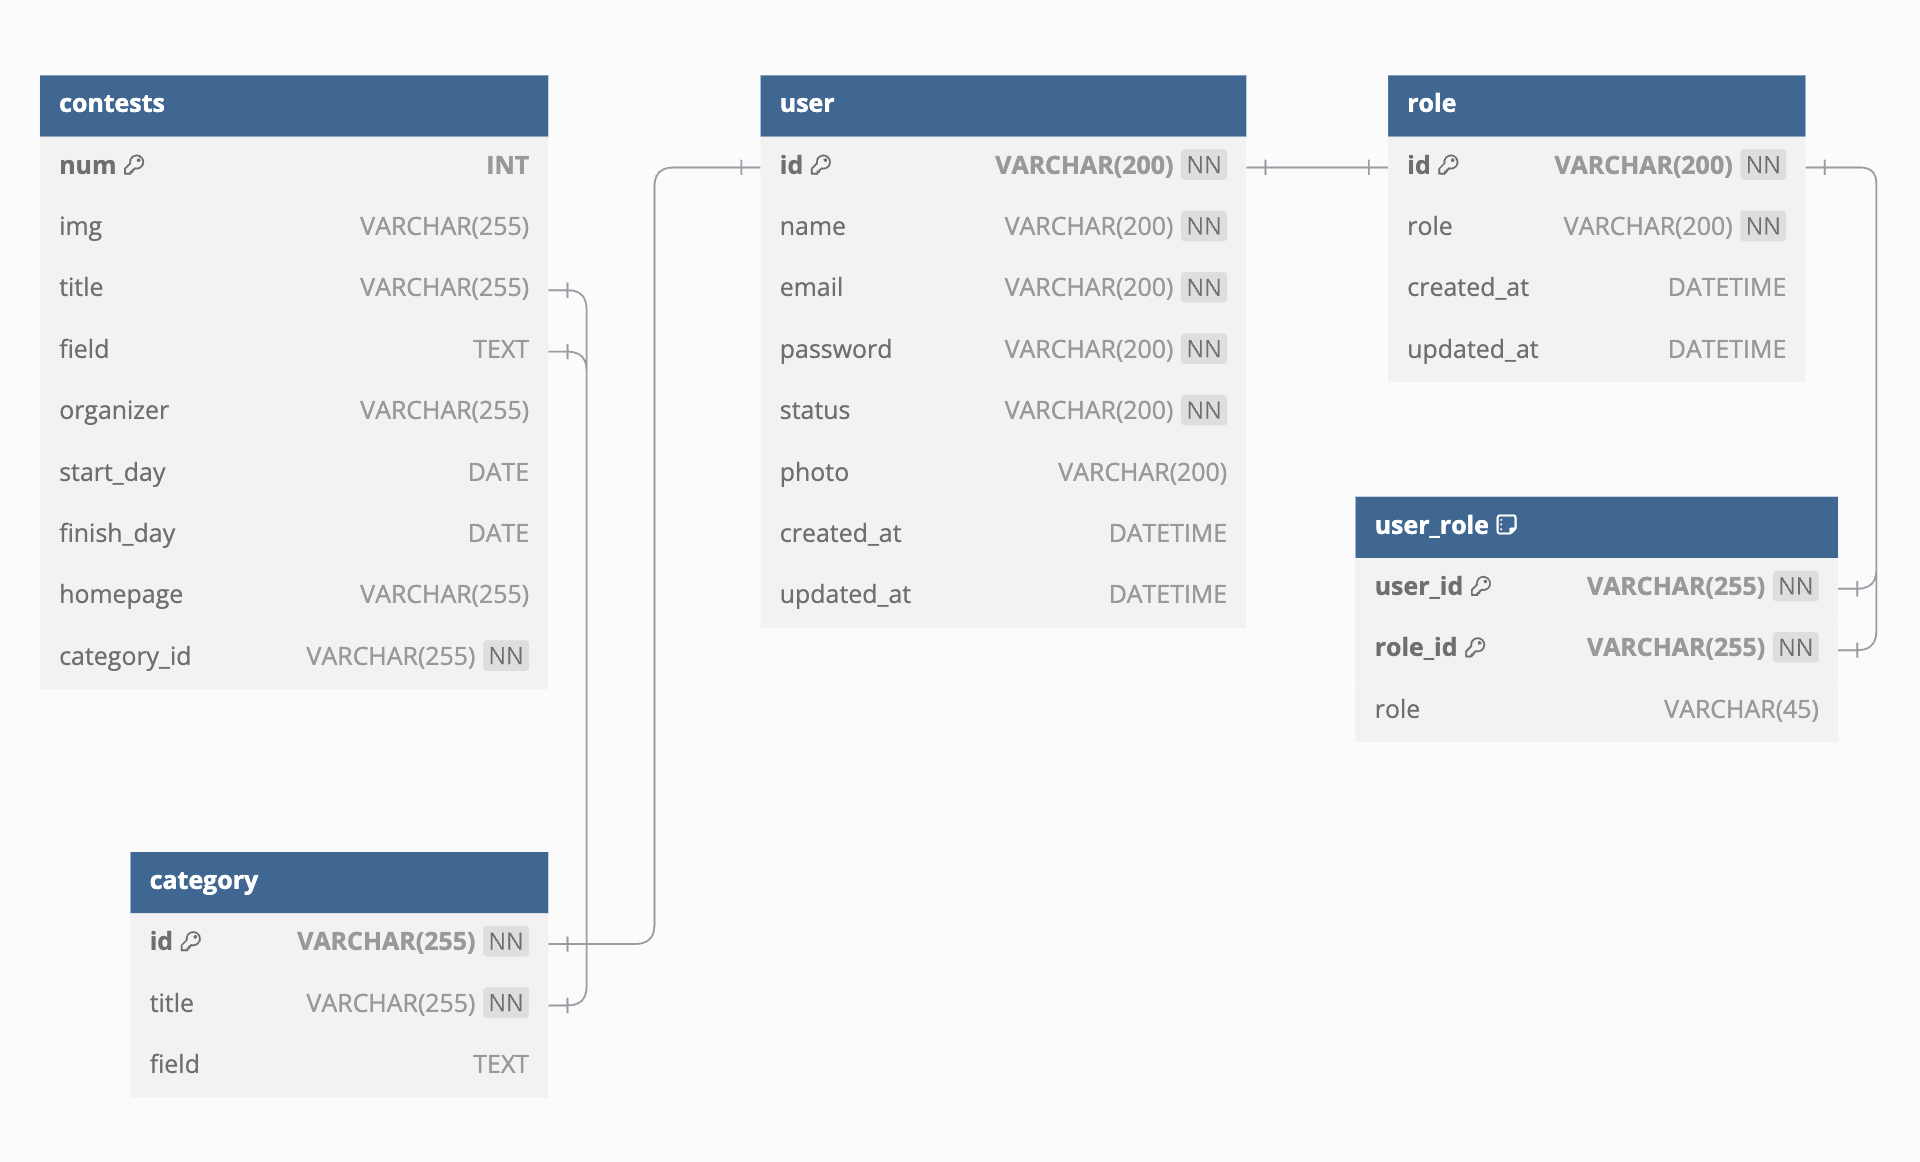 contests
num INT
img VARCHAR(255)
title VARCHAR(255)
field TEXT
organizer VARCHAR(255)
start_day DATE
finish_day DATE
homepage VARCHAR(255)
category_id VARCHAR(255) NN
user
id VARCHAR(200) NN
name VARCHAR(200) NN
email VARCHAR(200) NN
password VARCHAR(200) NN
status VARCHAR(200) NN
photo VARCHAR(200)
created_at DATETIME
updated_at DATETIME
role
id VARCHAR(200) NN
role VARCHAR(200) NN
created_at DATETIME
updated_at DATETIME
user_role
user_id VARCHAR(255) NN
role_id VARCHAR(255) NN
role VARCHAR(45)
category
id VARCHAR(255) NN
title VARCHAR(255) NN
field TEXT